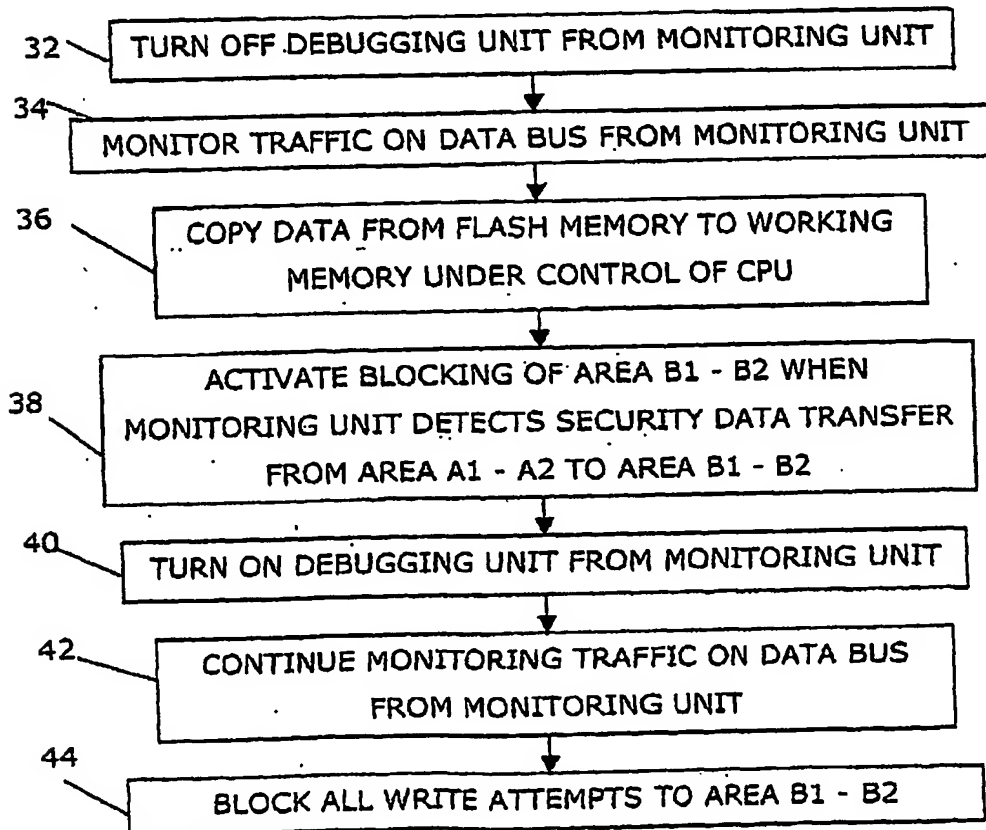 32
TURN OFF DEBUGGING UNIT FROM MONITORING UNIT
34
MONITOR TRAFFIC ON DATA BUS FROM MONITORING UNIT
36
COPY DATA FROM FLASH MEMORY TO WORKING
MEMORY UNDER CONTROL OF CPU
38
ACTIVATE BLOCKING OF AREA B1 - B2 WHEN
MONITORING UNIT DETECTS SECURITY DATA TRANSFER
FROM AREA A1 - A2 TO AREA B1 - B2
40
TURN ON DEBUGGING UNIT FROM MONITORING UNIT
42
CONTINUE MONITORING TRAFFIC ON DATA BUS
FROM MONITORING UNIT
44
BLOCK ALL WRITE ATTEMPTS TO AREA B1 - B2